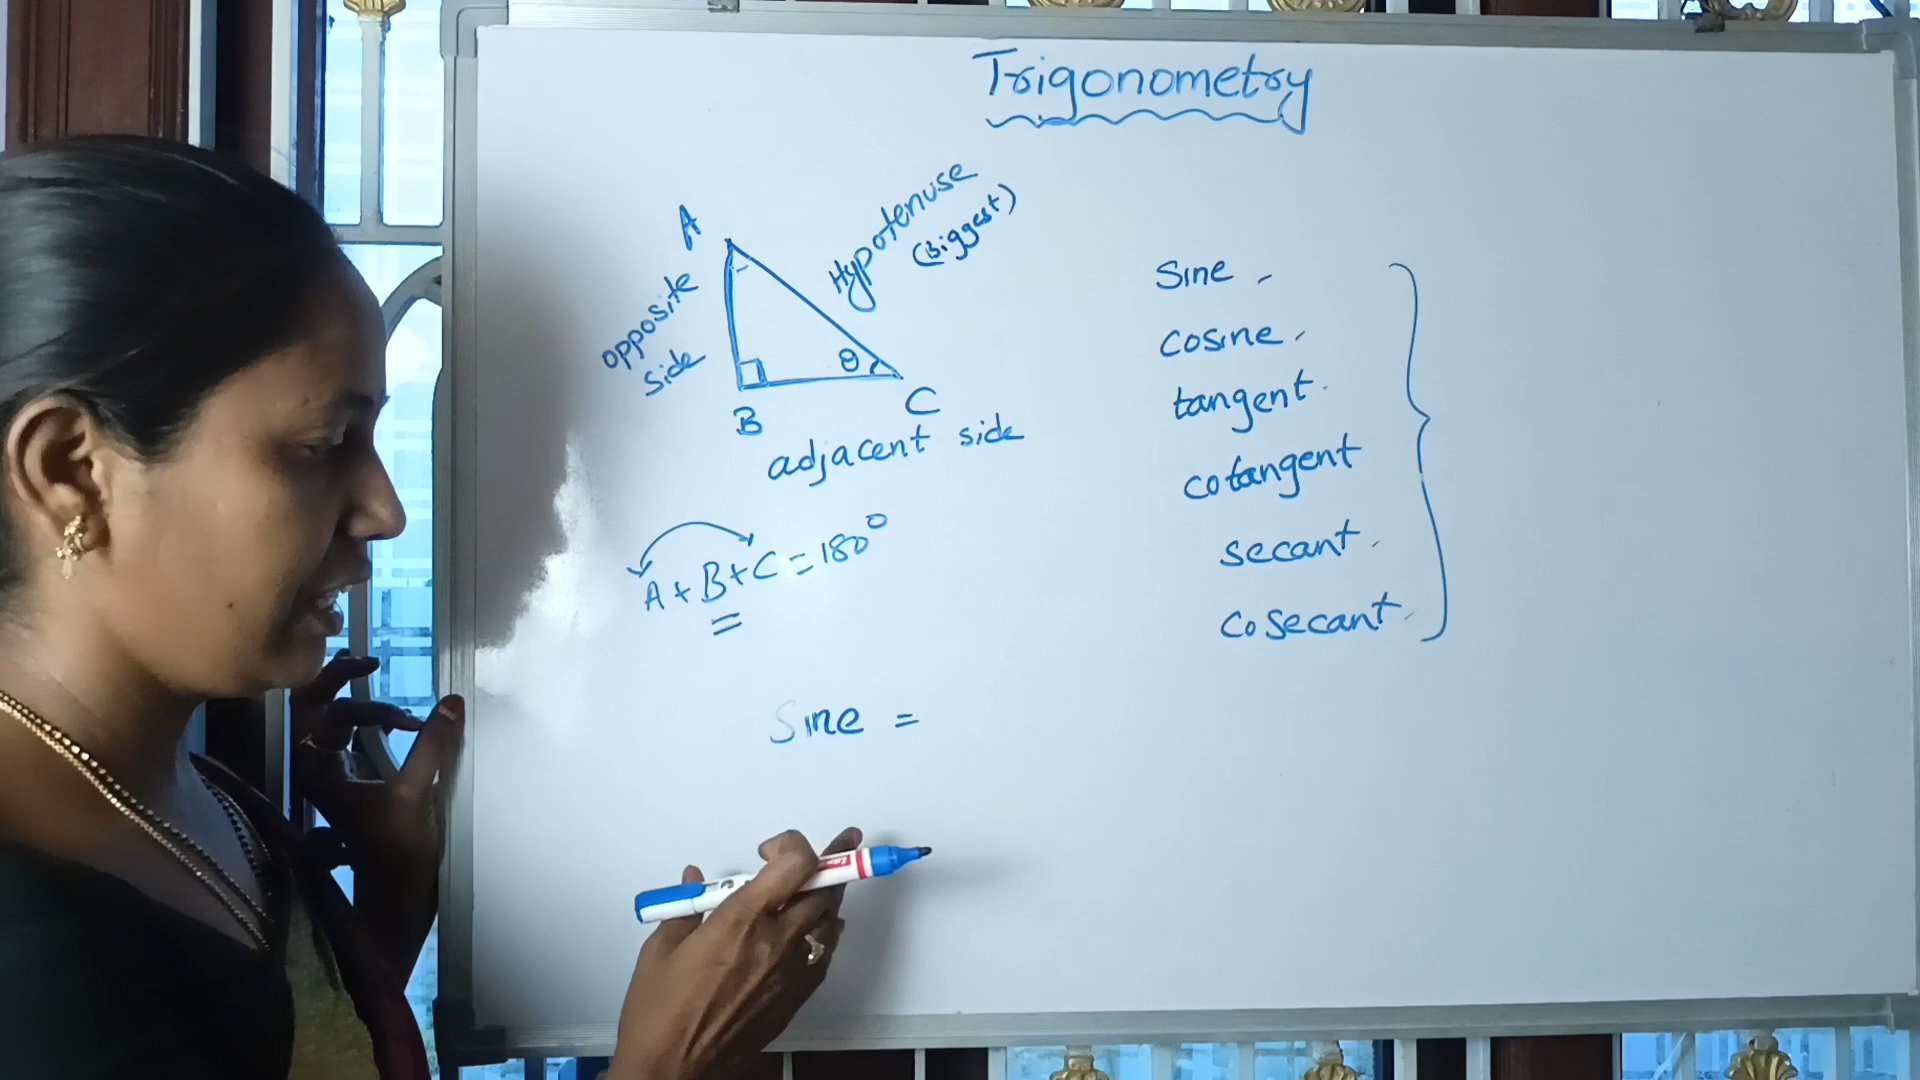 Trigonometry
A
Hypotenuse
(Biggest)
opposite
side
θ
B
C
adjacent side
A+B+C=180°
Sine =
Sine
cosine
tangent
cotangent
secant
cosecant